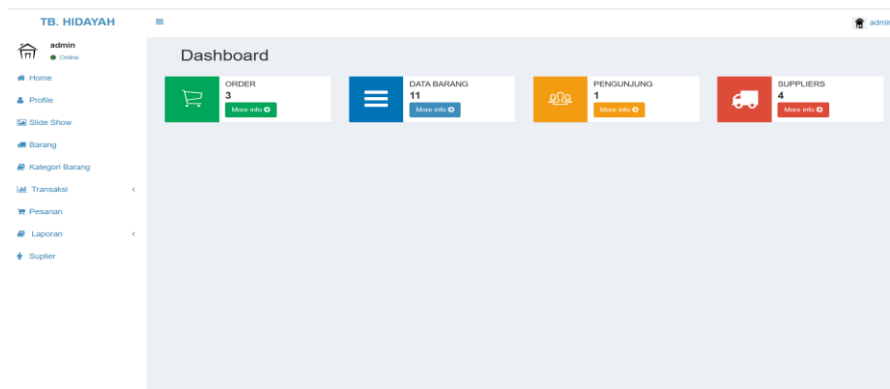 TB. HIDAYAH
admin
admin
Online
Dashboard
Home
Profile
Slide Show
Barang
Kategori Barang
Transaksi
Pesanan
Laporan
Suplier
ORDER
3
More info
DATA BARANG
11
More info
PENGUNJUNG
1
More info
SUPPLIERS
4
More info